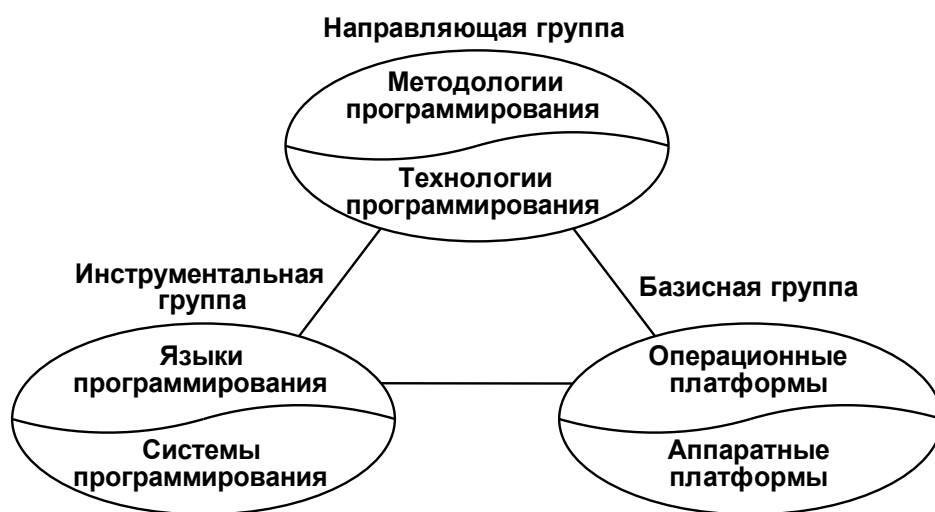 Направляющая группа
Методологии
программирования
Технологии
программирования
Инструментальная
группа
Языки
программирования
Системы
программирования
Базисная группа
Операционные
платформы
Аппаратные
платформы